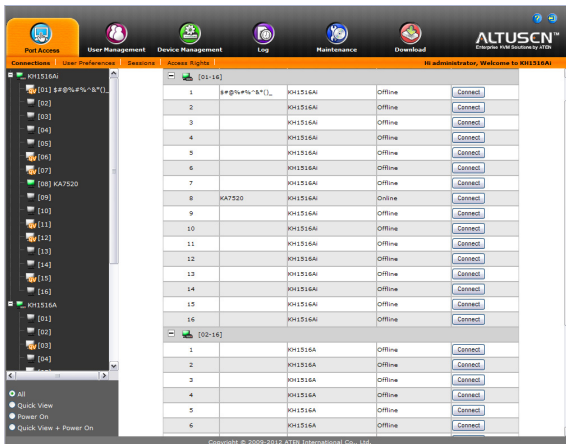 ALTUSEN™
Enterprise KVM Solutions by ATEN
Port Access User Management Device Management Log Maintenance Download
Connections User Preferences Sessions Access Rights Hi administrator, Welcome to KH1516Ai
KH1516Ai
[01] $#@%#%^&*()_
[02]
[03]
[04]
[05]
[06]
[07]
[08] KA7520
[09]
[10]
[11]
[12]
[13]
[14]
[15]
[16]
KH1516A
[01]
[02]
[03]
[04]
All
Quick View
Power On
Quick View + Power On
[01-16]
1 $#@%#%^&*()_ KH1516Ai Offline Connect
2 KH1516Ai Offline Connect
3 KH1516Ai Offline Connect
4 KH1516Ai Offline Connect
5 KH1516Ai Offline Connect
6 KH1516Ai Offline Connect
7 KH1516Ai Offline Connect
8 KA7520 KH1516Ai Online Connect
9 KH1516Ai Offline Connect
10 KH1516Ai Offline Connect
11 KH1516Ai Offline Connect
12 KH1516Ai Offline Connect
13 KH1516Ai Offline Connect
14 KH1516Ai Offline Connect
15 KH1516Ai Offline Connect
16 KH1516Ai Offline Connect
[02-16]
1 KH1516A Offline Connect
2 KH1516A Offline Connect
3 KH1516A Offline Connect
4 KH1516A Offline Connect
5 KH1516A Offline Connect
6 KH1516A Offline Connect
Copyright © 2009-2012 ATEN International Co., Ltd.